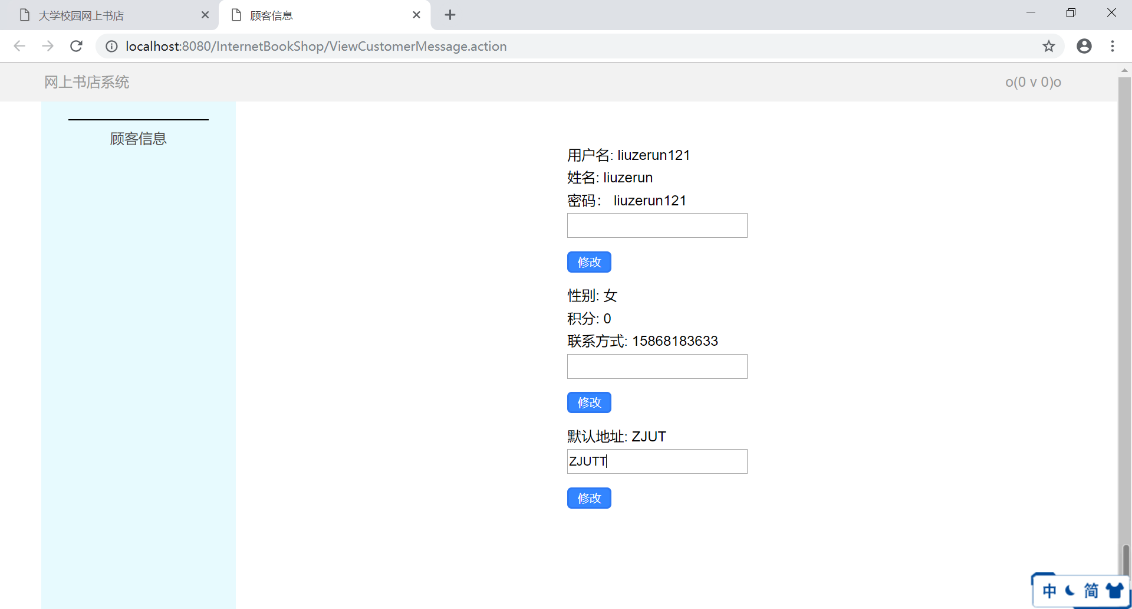 大学校园网上书店
顾客信息
localhost:8080/InternetBookShop/ViewCustomerMessage.action
网上书店系统
o(0 v 0)o
顾客信息
用户名: liuzerun121
姓名: liuzerun
密码： liuzerun121
修改
性别: 女
积分: 0
联系方式: 15868183633
修改
默认地址: ZJUT
ZJUTT
修改
中 简